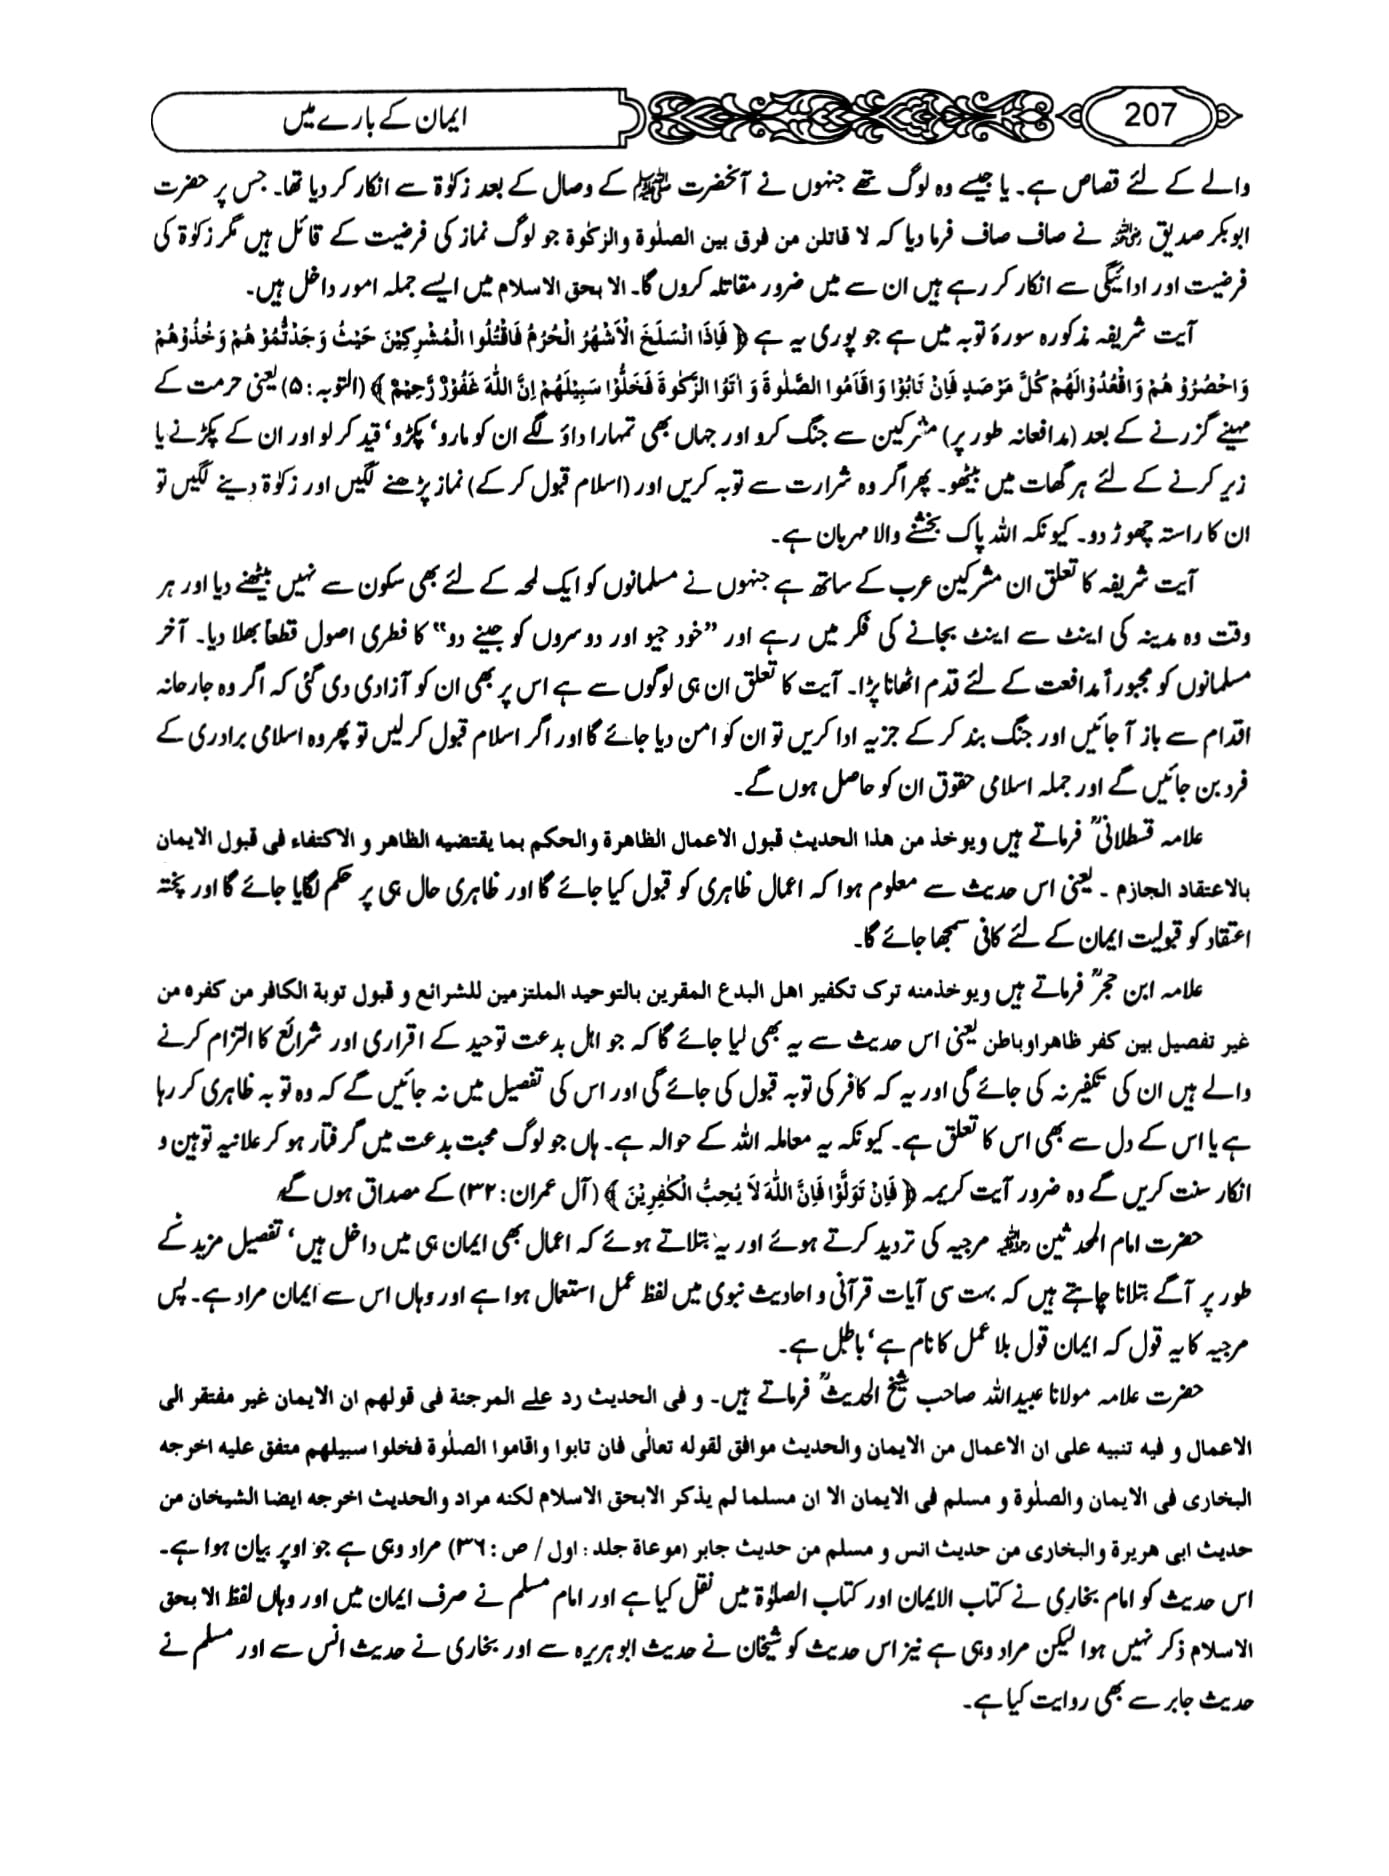 207
ایمان کے بارے میں
والے کے لئے قصاص ہے۔ یا جیسے وہ لوگ تھے جنہوں نے آنحضرت ﷺ کے وصال کے بعد زکوٰۃ سے انکار کر دیا تھا۔ جس پر حضرت
ابو بکر صدیق رضی اللہ عنہ نے صاف صاف فرما دیا کہ لا قاتلن من فرق بین الصلوٰة والزکوٰة جو لوگ نماز کی فرضیت کے قائل ہیں مگر زکوٰۃ کی
فرضیت اور ادائیگی سے انکار کر رہے ہیں ان سے میں ضرور مقاتلہ کروں گا۔ الا بحق الاسلام میں ایسے جملہ امور داخل ہیں۔
آیت شریفہ مذکورہ سورۂ توبہ میں ہے جو پوری یہ ہے ﴿ فَاِذَا انْسَلَخَ الْاَشْهُرُ الْحُرُمُ فَاقْتُلُوا الْمُشْرِكِيْنَ حَيْثُ وَجَدْتُّمُوْ هُمْ وَخُذُوْهُمْ
وَاحْصُرُوْ هُمْ وَاقْعُدُوْالَهُمْ كُلَّ مَرْصَدٍ فَاِنْ تَابُوْا وَاَقَامُوا الصَّلٰوةَ وَ اٰتَوُا الزَّكٰوةَ فَخَلُّوْا سَبِيْلَهُمْ اِنَّ اللّٰهَ غَفُوْرٌ رَّحِيْمٌ ﴾ (التوبہ : ۵) یعنی حرمت کے
مہینے گزرنے کے بعد (مدافعانہ طور پر) مشرکین سے جنگ کرو اور جہاں بھی تمہارا داؤ لگے ان کو مارو‘ پکڑو‘ قید کر لو اور ان کے پکڑنے یا
زیر کرنے کے لئے ہر گھات میں بیٹھو۔ پھر اگر وہ شرارت سے توبہ کریں اور (اسلام قبول کر کے) نماز پڑھنے لگیں اور زکوٰۃ دینے لگیں تو
ان کا راستہ چھوڑ دو۔ کیونکہ اللہ پاک بخشنے والا مہربان ہے۔
آیت شریفہ کا تعلق ان مشرکین عرب کے ساتھ ہے جنہوں نے مسلمانوں کو ایک لمحہ کے لئے بھی سکون سے نہیں بیٹھنے دیا اور ہر
وقت وہ مدینہ کی اینٹ سے اینٹ بجانے کی فکر میں رہے اور ”خود جیو اور دوسروں کو جینے دو“ کا فطری اصول قطعاً بھلا دیا۔ آخر
مسلمانوں کو مجبوراً مدافعت کے لئے قدم اٹھانا پڑا۔ آیت کا تعلق ان ہی لوگوں سے ہے اس پر بھی ان کو آزادی دی گئی کہ اگر وہ جارحانہ
اقدام سے باز آ جائیں اور جنگ بند کر کے جزیہ ادا کریں تو ان کو امن دیا جائے گا اور اگر اسلام قبول کر لیں تو پھر وہ اسلامی برادری کے
فرد بن جائیں گے اور جملہ اسلامی حقوق ان کو حاصل ہوں گے۔
علامہ قسطلانیؒ فرماتے ہیں ویوخذ من هذا الحدیث قبول الاعمال الظاهرة والحکم بما یقتضیه الظاهر و الاکتفاء فی قبول الایمان
بالاعتقاد الجازم ۔ یعنی اس حدیث سے معلوم ہوا کہ اعمال ظاہری کو قبول کیا جائے گا اور ظاہری حال ہی پر حکم لگایا جائے گا اور پختہ
اعتقاد کو قبولیت ایمان کے لئے کافی سمجھا جائے گا۔
علامہ ابن حجرؒ فرماتے ہیں ویوخذمنه ترک تکفیر اهل البدع المقرین بالتوحید الملتزمین للشرائع و قبول توبة الکافر من کفره من
غیر تفصیل بین کفر ظاهراوباطن یعنی اس حدیث سے یہ بھی لیا جائے گا کہ جو اہل بدعت توحید کے اقراری اور شرائع کا التزام کرنے
والے ہیں ان کی تکفیر نہ کی جائے گی اور یہ کہ کافر کی توبہ قبول کی جائے گی اور اس کی تفصیل میں نہ جائیں گے کہ وہ توبہ ظاہری کر رہا
ہے یا اس کے دل سے بھی اس کا تعلق ہے۔ کیونکہ یہ معاملہ اللہ کے حوالہ ہے۔ ہاں جو لوگ محبت بدعت میں گرفتار ہو کر علانیہ توہین و
انکار سنت کریں گے وہ ضرور آیت کریمہ ﴿ فَاِنْ تَوَلَّوْا فَاِنَّ اللّٰهَ لَا يُحِبُّ الْكٰفِرِيْنَ ﴾ (آل عمران : ۳۲) کے مصداق ہوں گے
حضرت امام المحدثین رضی اللہ عنہ مرجیہ کی تردید کرتے ہوئے اور یہ بتلاتے ہوئے کہ اعمال بھی ایمان ہی میں داخل ہیں‘ تفصیل مزید کے
طور پر آگے بتلانا چاہتے ہیں کہ بہت سی آیات قرآنی و احادیث نبوی میں لفظ عمل استعمال ہوا ہے اور وہاں اس سے ایمان مراد ہے۔ پس
مرجیہ کا یہ قول کہ ایمان قول بلا عمل کا نام ہے‘ باطل ہے۔
حضرت علامہ مولانا عبیداللہ صاحب شیخ الحدیثؒ فرماتے ہیں۔ و فی الحدیث رد علے المرجئة فی قولهم ان الایمان غیر مفتقر الی
الاعمال و فیه تنبیه علی ان الاعمال من الایمان والحدیث موافق لقوله تعالٰی فان تابوا واقاموا الصلٰوة فخلوا سبیلهم متفق علیه اخرجه
البخاری فی الایمان والصلٰوة و مسلم فی الایمان الا ان مسلما لم یذکر الابحق الاسلام لکنه مراد والحدیث اخرجه ایضا الشیخان من
حدیث ابی هریرة والبخاری من حدیث انس و مسلم من حدیث جابر (موعاة جلد : اول / ص : ۳۶) مراد وہی ہے جو اوپر بیان ہوا ہے۔
اس حدیث کو امام بخاری نے کتاب الایمان اور کتاب الصلوٰۃ میں نقل کیا ہے اور امام مسلم نے صرف ایمان میں اور وہاں لفظ الا بحق
الاسلام ذکر نہیں ہوا لیکن مراد وہی ہے نیز اس حدیث کو شیخان نے حدیث ابو ہریرہ سے اور بخاری نے حدیث انس سے اور مسلم نے
حدیث جابر سے بھی روایت کیا ہے۔